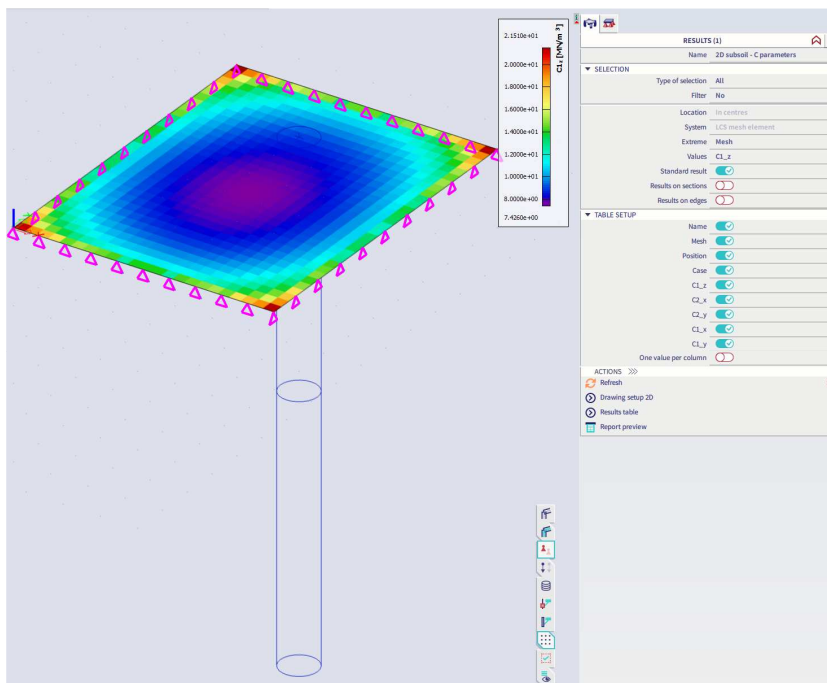 2.1510e+01
2.0000e+01
1.8000e+01
1.6000e+01
1.4000e+01
1.2000e+01
1.0000e+01
8.0000e+00
7.4260e+00
C1_z [MN/m³]
RESULTS (1)
Name 2D subsoil - C parameters
SELECTION
Type of selection All
Filter No
Location In centres
System LCS mesh element
Extreme Mesh
Values C1_z
Standard result
Results on sections
Results on edges
TABLE SETUP
Name
Mesh
Position
Case
C1_z
C2_x
C2_y
C1_x
C1_y
One value per column
ACTIONS >>>
Refresh
Drawing setup 2D
Results table
Report preview